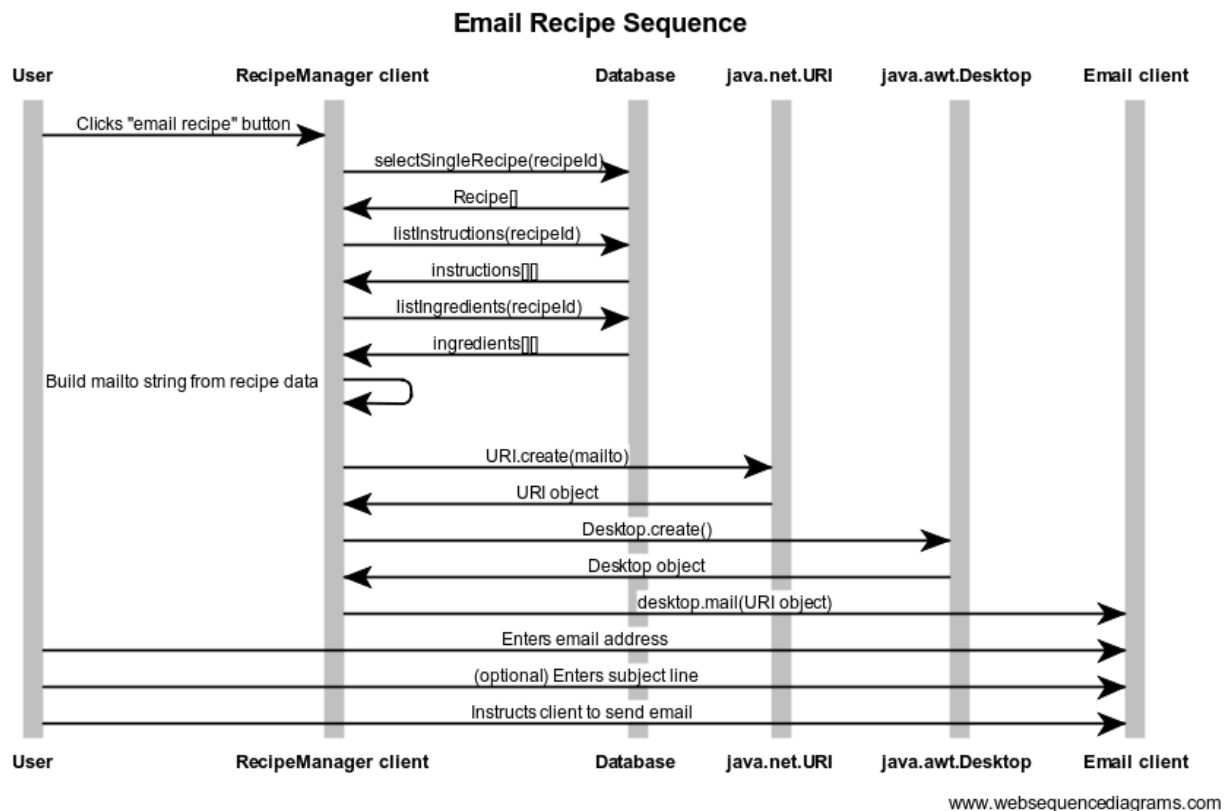 Email Recipe Sequence
User RecipeManager client Database java.net.URI java.awt.Desktop Email client
Clicks "email recipe" button
selectSingleRecipe(recipeId)
Recipe[]
listInstructions(recipeId)
instructions[][]
listIngredients(recipeId)
ingredients[][]
Build mailto string from recipe data
URI.create(mailto)
URI object
Desktop.create()
Desktop object
desktop.mail(URI object)
Enters email address
(optional) Enters subject line
Instructs client to send email
User RecipeManager client Database java.net.URI java.awt.Desktop Email client
www.websequencediagrams.com